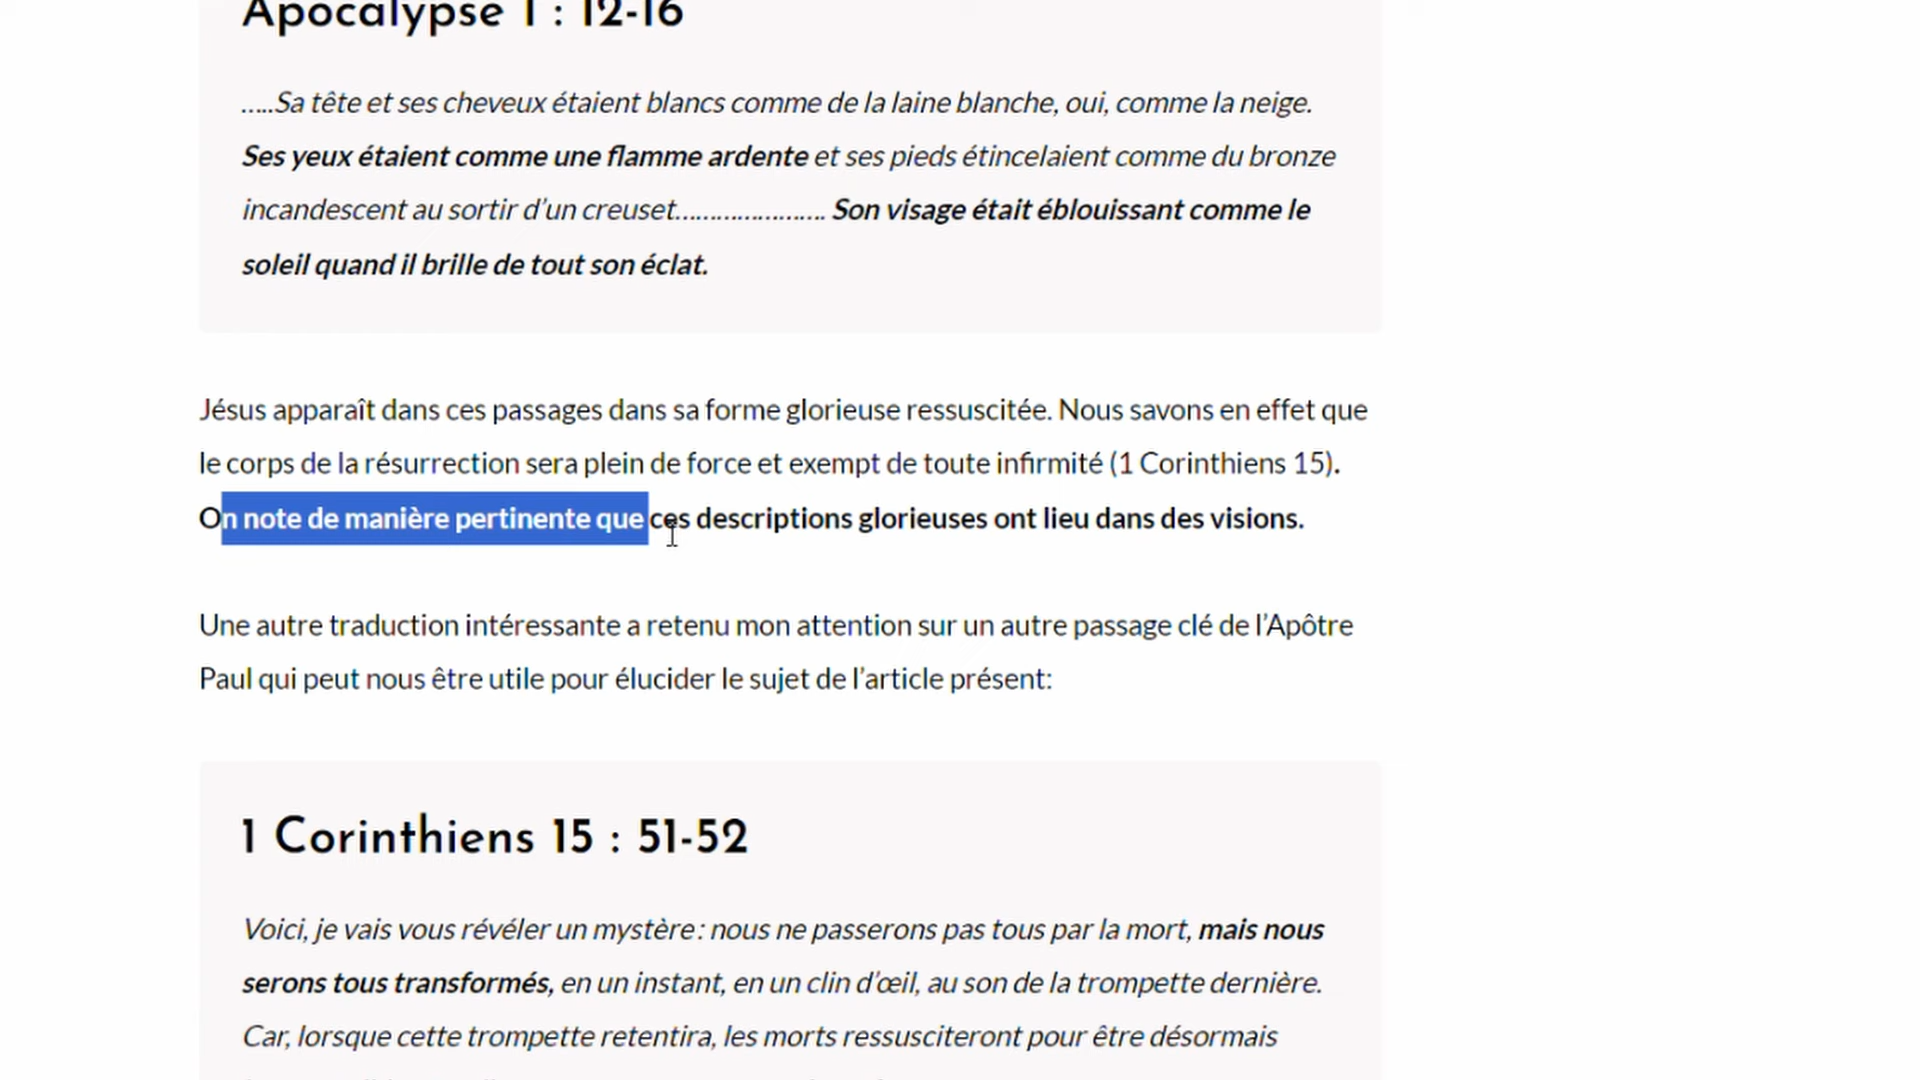 Apocalypse 1 : 12-16
…..Sa tête et ses cheveux étaient blancs comme de la laine blanche, oui, comme la neige.
Ses yeux étaient comme une flamme ardente et ses pieds étincelaient comme du bronze
incandescent au sortir d’un creuset…………………. Son visage était éblouissant comme le
soleil quand il brille de tout son éclat.
Jésus apparaît dans ces passages dans sa forme glorieuse ressuscitée. Nous savons en effet que
le corps de la résurrection sera plein de force et exempt de toute infirmité (1 Corinthiens 15).
On note de manière pertinente que ces descriptions glorieuses ont lieu dans des visions.
Une autre traduction intéressante a retenu mon attention sur un autre passage clé de l’Apôtre
Paul qui peut nous être utile pour élucider le sujet de l’article présent:
1 Corinthiens 15 : 51-52
Voici, je vais vous révéler un mystère : nous ne passerons pas tous par la mort, mais nous
serons tous transformés, en un instant, en un clin d’œil, au son de la trompette dernière.
Car, lorsque cette trompette retentira, les morts ressusciteront pour être désormais